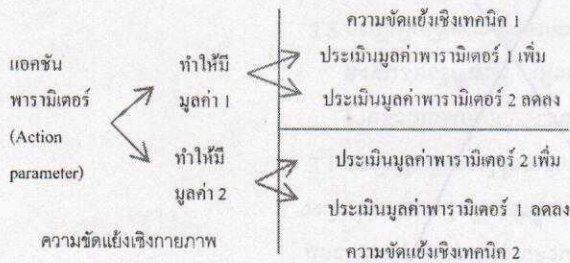 ความขัดแย้งเชิงเทคนิค 1
แอคชัน
พารามิเตอร์
(Action
parameter)
ทำให้มี
มูลค่า 1
ประเมินมูลค่าพารามิเตอร์ 1 เพิ่ม
ประเมินมูลค่าพารามิเตอร์ 2 ลดลง
ทำให้มี
มูลค่า 2
ประเมินมูลค่าพารามิเตอร์ 2 เพิ่ม
ประเมินมูลค่าพารามิเตอร์ 1 ลดลง
ความขัดแย้งเชิงกายภาพ
ความขัดแย้งเชิงเทคนิค 2